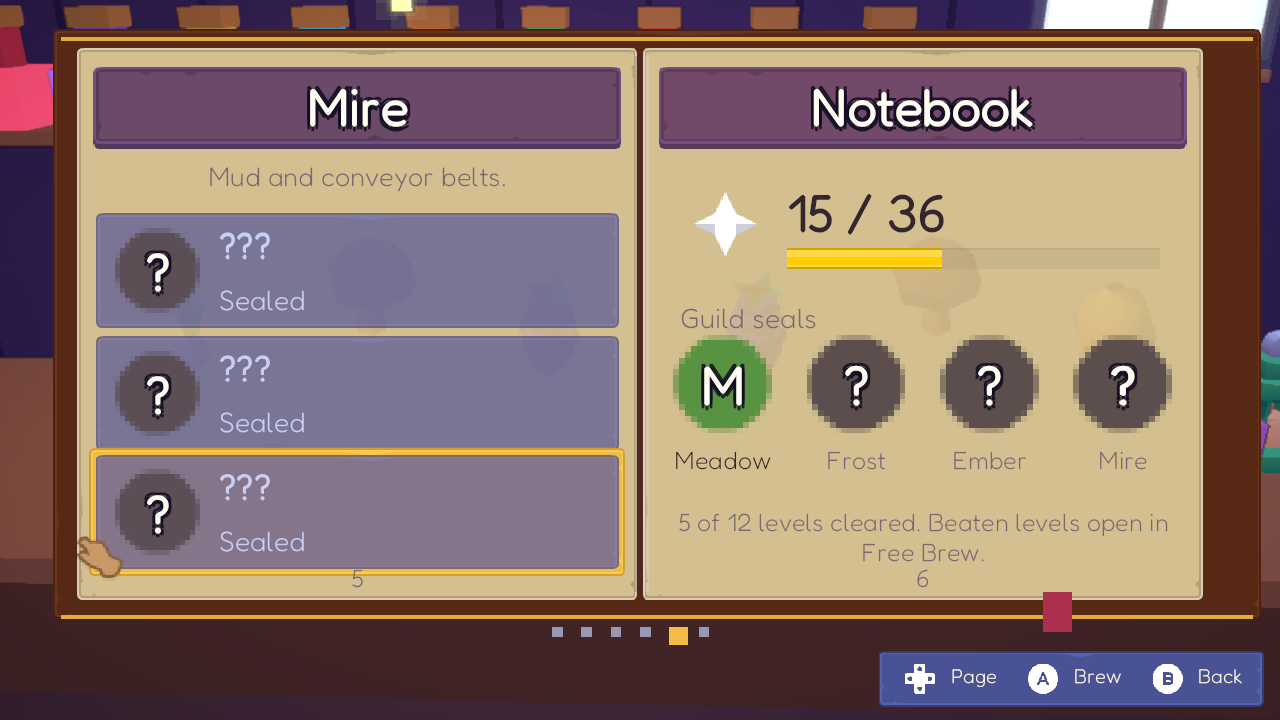 Mire
Mud and conveyor belts.
?
???
Sealed
?
???
Sealed
?
???
Sealed
5
Notebook
15 / 36
Guild seals
M
?
?
?
Meadow
Frost
Ember
Mire
5 of 12 levels cleared. Beaten levels open in
Free Brew.
6
Page
A
Brew
B
Back